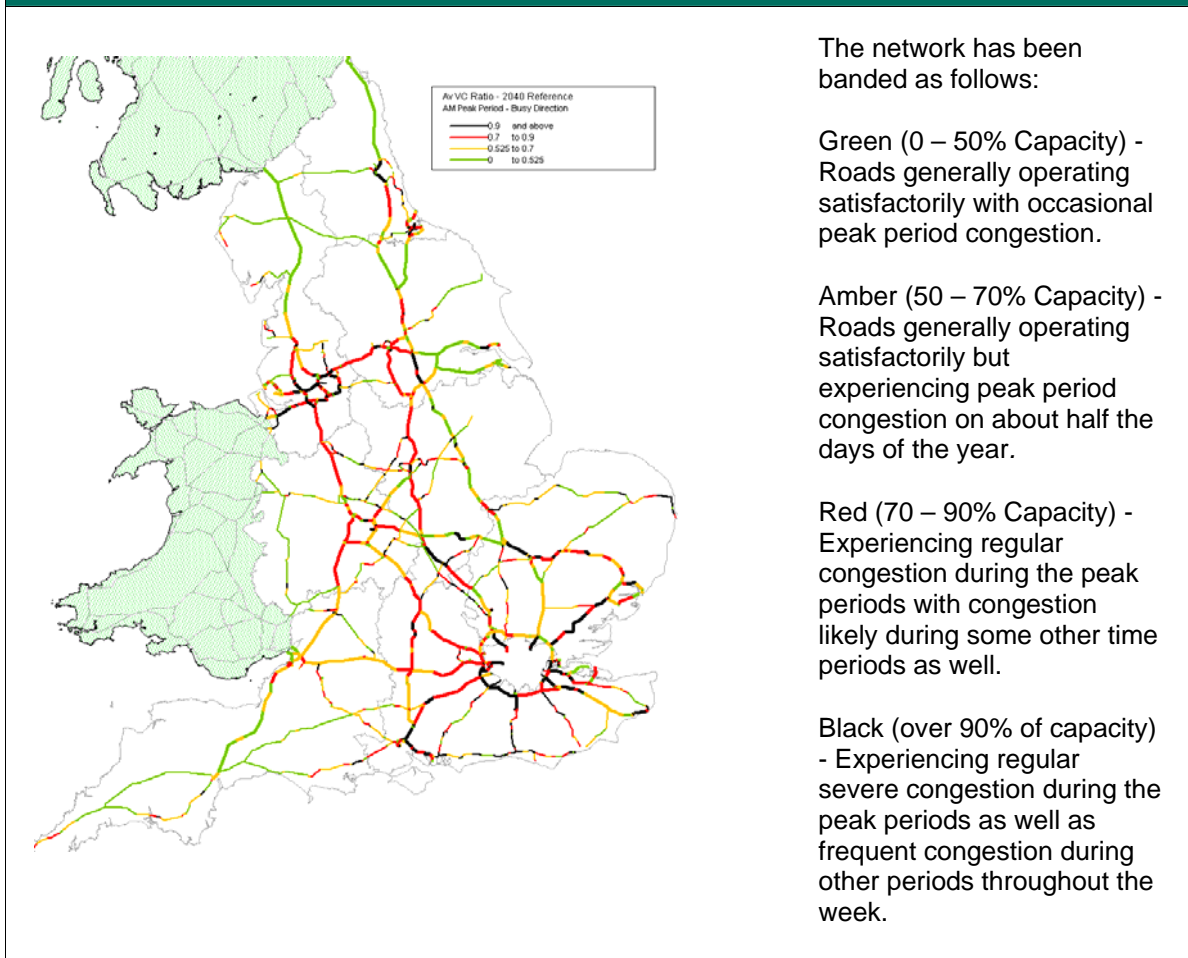 Av VC Ratio - 2040 Reference
AM Peak Period - Busy Direction
0.9 and above
0.7 to 0.9
0.525 to 0.7
0 to 0.525
The network has been
banded as follows:
Green (0 – 50% Capacity) -
Roads generally operating
satisfactorily with occasional
peak period congestion.
Amber (50 – 70% Capacity) -
Roads generally operating
satisfactorily but
experiencing peak period
congestion on about half the
days of the year.
Red (70 – 90% Capacity) -
Experiencing regular
congestion during the peak
periods with congestion
likely during some other time
periods as well.
Black (over 90% of capacity)
- Experiencing regular
severe congestion during the
peak periods as well as
frequent congestion during
other periods throughout the
week.